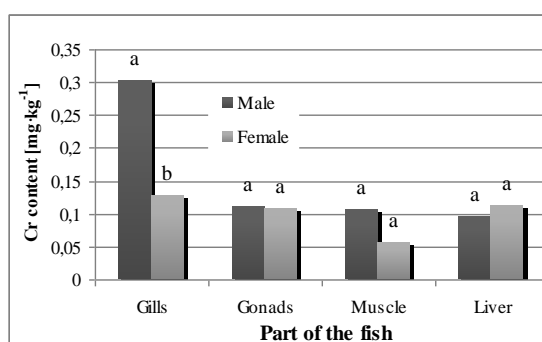 Cr content [mg·kg-1]
0,35
0,3
0,25
0,2
0,15
0,1
0,05
0
a
b
a
a
a
a
a
a
Male
Female
Gills
Gonads
Muscle
Liver
Part of the fish